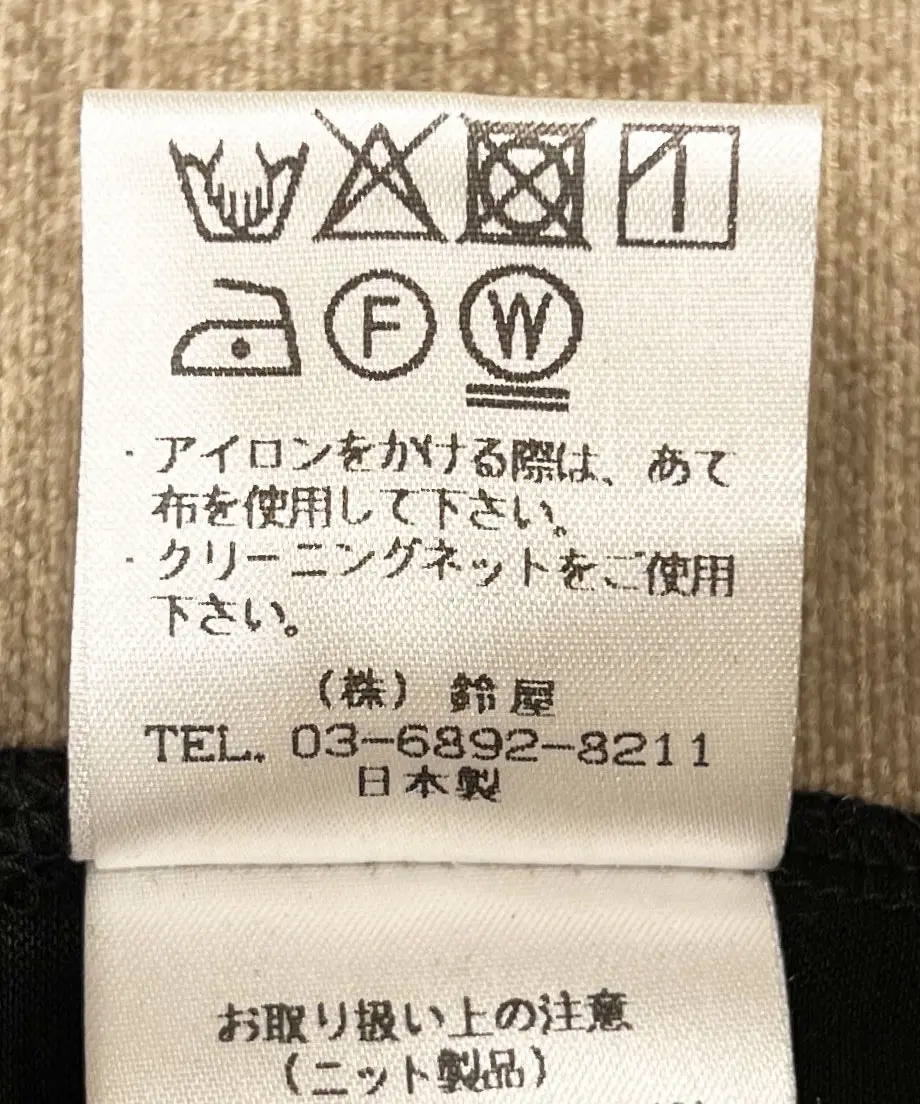 F W
・アイロンをかける際は、あて
布を使用して下さい。
・クリーニングネットをご使用
下さい。
(株) 鈴屋
TEL. 03-6892-8211
日本製
お取り扱い上の注意
(ニット製品)